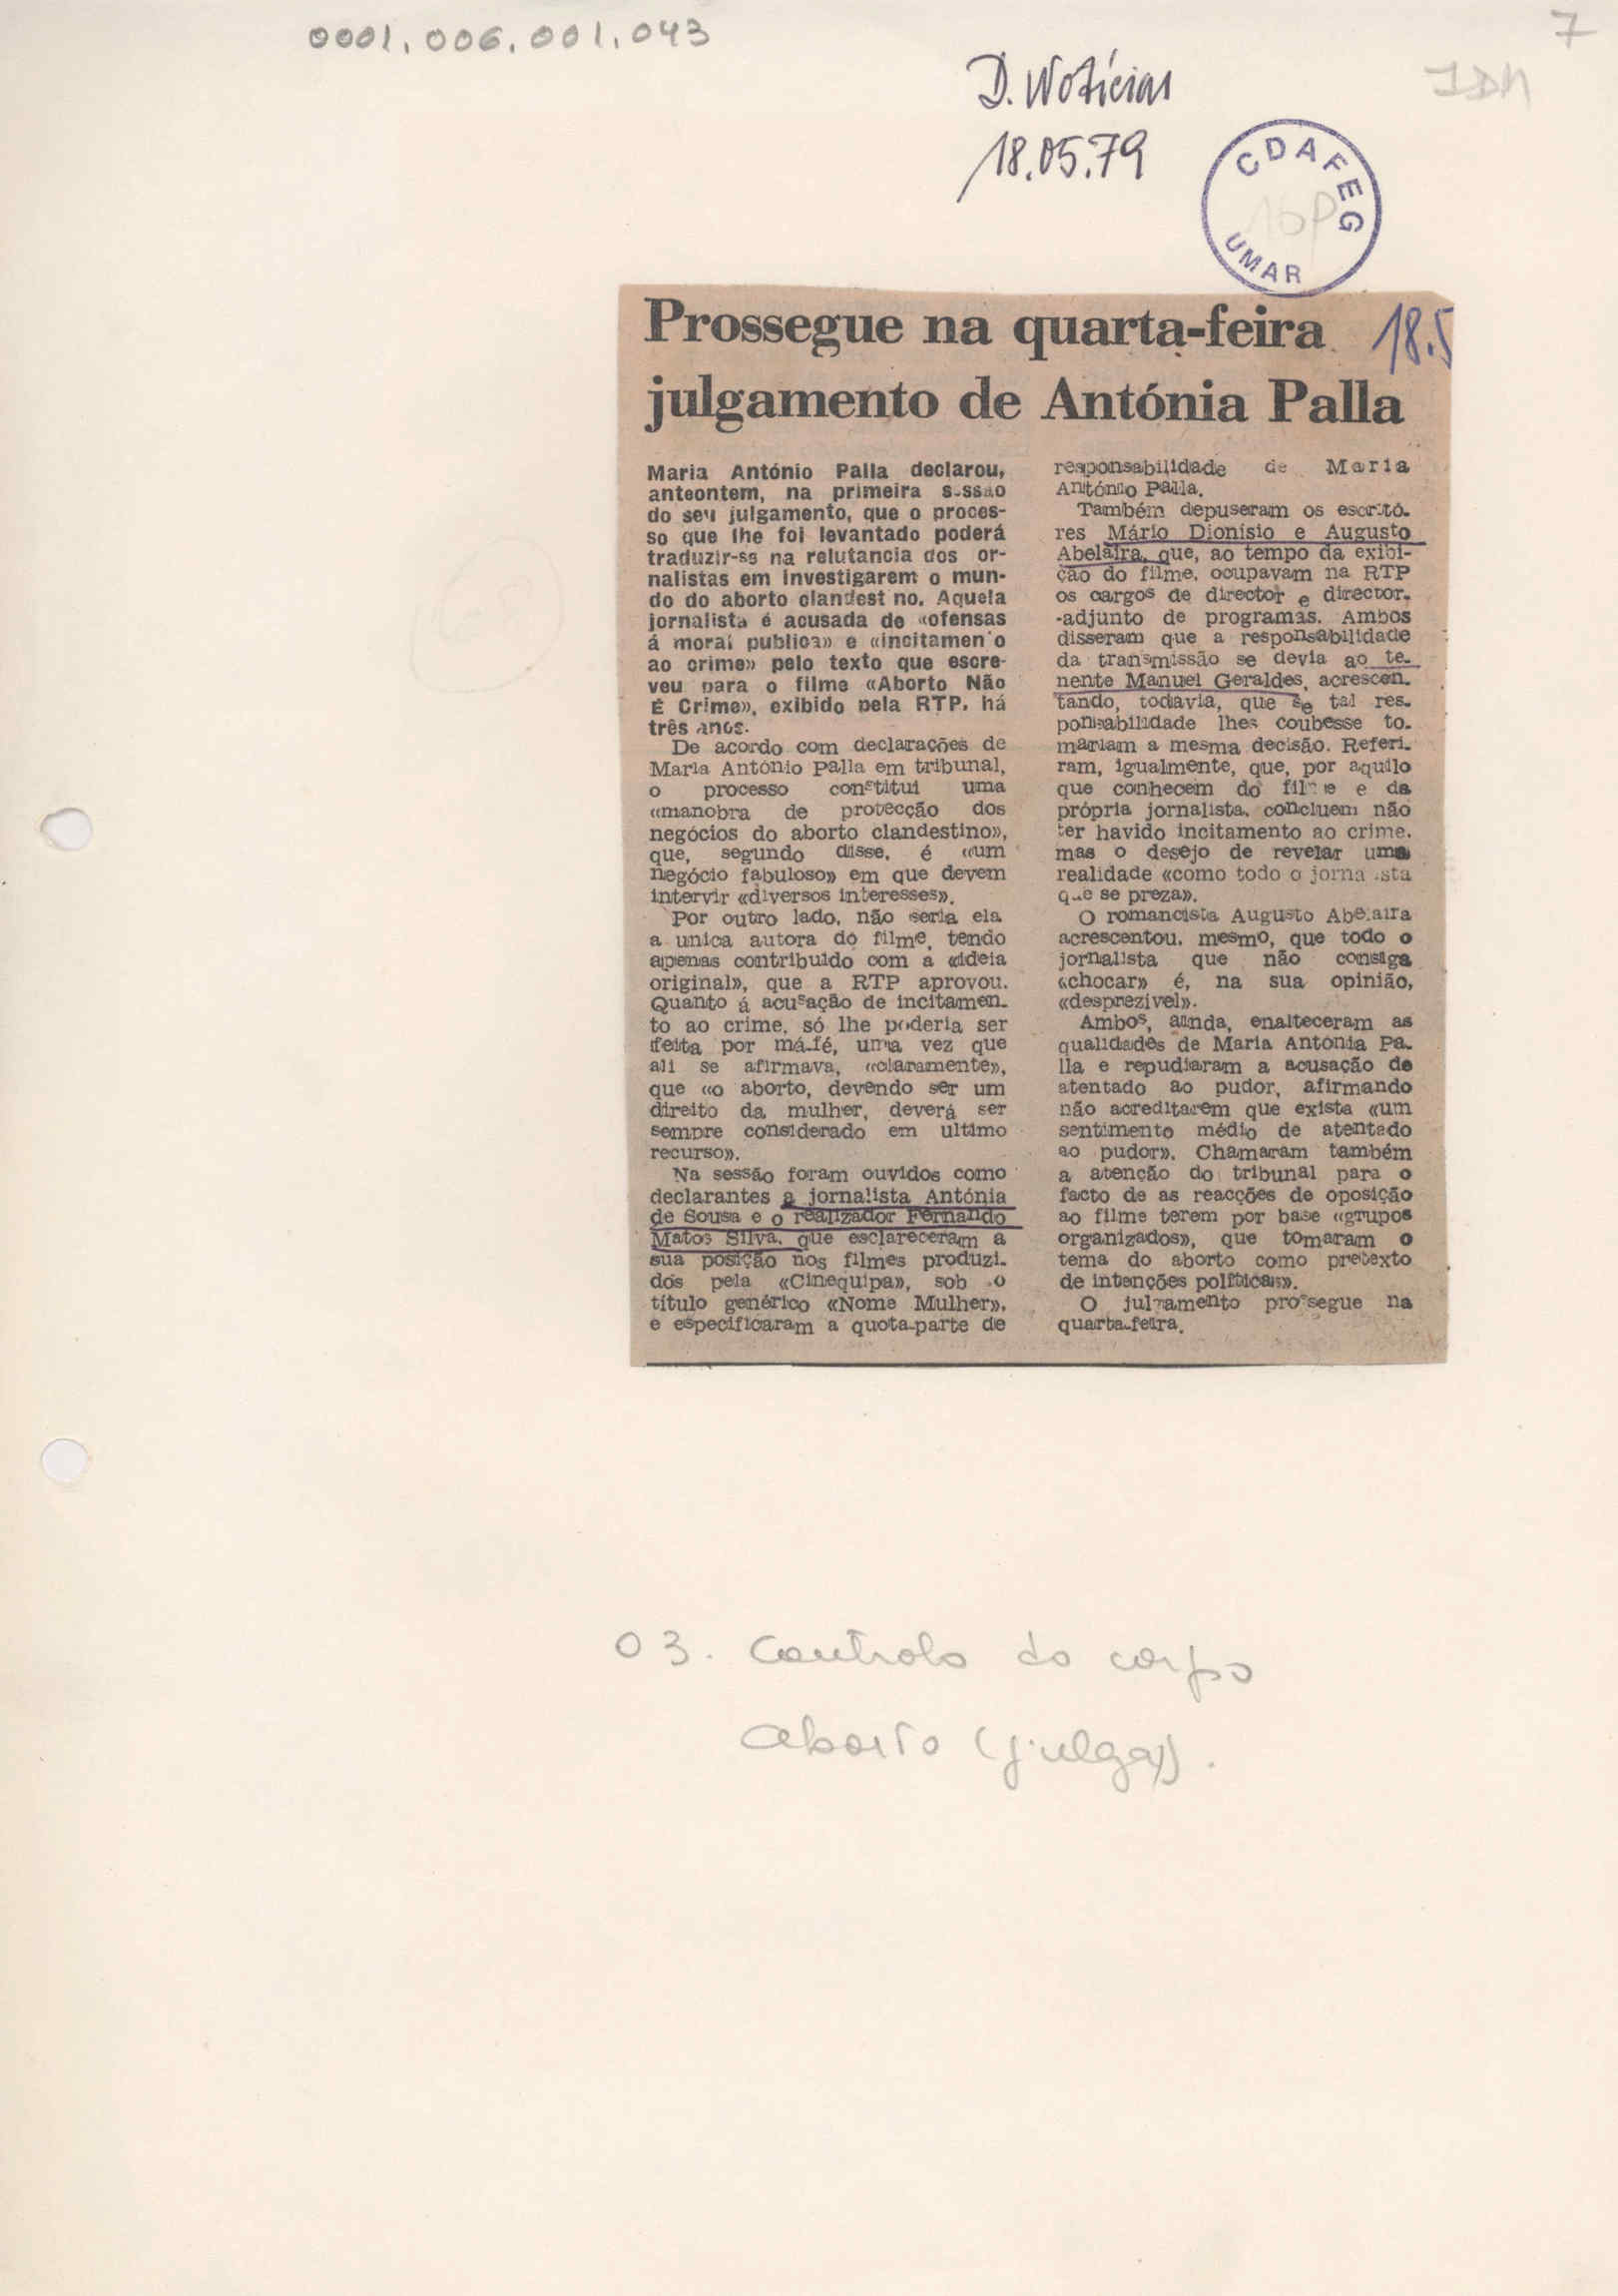 0001.006.001.043
7
D. Notícias
18.05.79
CDAFEG
UMAR
Prossegue na quarta-feira
18.5
julgamento de Antónia Palla
Maria António Palla declarou,
anteontem, na primeira s-ssão
do seu julgamento, que o proces-
so que lhe foi levantado poderá
traduzir-se na relutancia dos or-
nalistas em investigarem o mun-
do do aborto clandest no. Aquela
jornalista é acusada de «ofensas
á moral publica» e «incitamen o
ao crime» pelo texto que escre-
veu para o filme «Aborto Não
É Crime», exibido pela RTP, há
três anos.
De acordo com declarações de
Maria António Palla em tribunal,
o processo constitui uma
«manobra de protecção dos
negócios do aborto clandestino»,
que, segundo disse, é «um
negócio fabuloso» em que devem
intervir «diversos interesses».
Por outro lado, não seria ela
a unica autora do filme, tendo
apenas contribuido com a «ideia
original», que a RTP aprovou.
Quanto á acusação de incitamen-
to ao crime, só lhe poderia ser
feita por má-fé, uma vez que
ali se afirmava, «claramente»,
que «o aborto, devendo ser um
direito da mulher, deverá ser
sempre considerado em ultimo
recurso».
Na sessão foram ouvidos como
declarantes a jornalista Antónia
de Sousa e o realizador Fernando
Matos Silva, que esclareceram a
sua posição nos filmes produzi-
dos pela «Cinequipa», sob o
título genérico «Nome Mulher»,
e especificaram a quota-parte de
responsabilidade de Maria
António Palla.
Também depuseram os escrito-
res Mário Dionísio e Augusto
Abelaira, que, ao tempo da exibi-
ção do filme, ocupavam na RTP
os cargos de director e director-
-adjunto de programas. Ambos
disseram que a responsabilidade
da transmissão se devia ao te-
nente Manuel Geraldes, acrescen-
tando, todavia, que se tal res-
ponsabilidade lhes coubesse to-
mariam a mesma decisão. Referi-
ram, igualmente, que, por aquilo
que conhecem do filme e da
própria jornalista, concluem não
ter havido incitamento ao crime,
mas o desejo de revelar uma
realidade «como todo o jorna ista
que se preza».
O romancista Augusto Abelaira
acrescentou, mesmo, que todo o
jornalista que não consiga
«chocar» é, na sua opinião,
«desprezivel».
Ambos, ainda, enalteceram as
qualidades de Maria Antónia Pa-
lla e repudiaram a acusação de
atentado ao pudor, afirmando
não acreditarem que exista «um
sentimento médio de atentado
ao pudor». Chamaram também
a atenção do tribunal para o
facto de as reacções de oposição
ao filme terem por base «grupos
organizados», que tomaram o
tema do aborto como pretexto
de intenções políticas».
O julgamento prossegue na
quarta-feira.
03. Controlo do corpo
aborto (julga)).